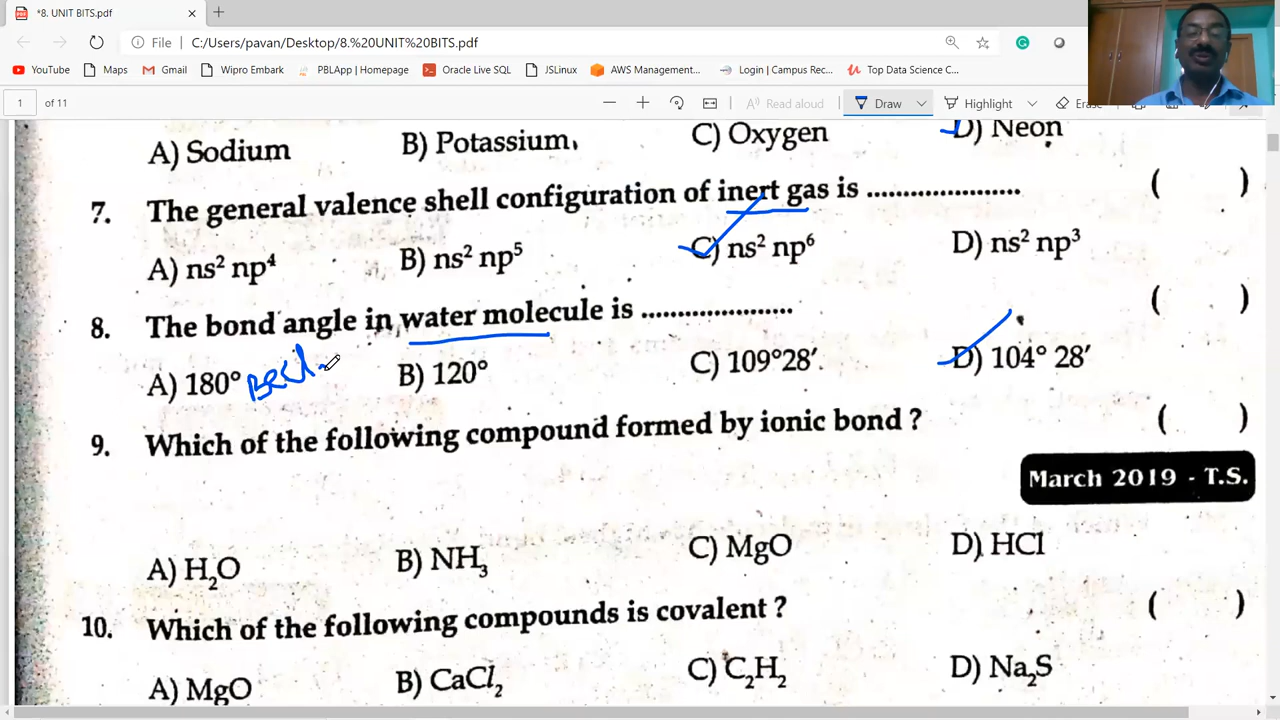 *8. UNIT BITS.pdf
File C:/Users/pavan/Desktop/8.%20UNIT%20BITS.pdf
YouTube Maps Gmail Wipro Embark PBLApp | Homepage Oracle Live SQL JSLinux AWS Management... Login | Campus Rec... Top Data Science C...
1 of 11 Read aloud Draw Highlight Erase
A) Sodium B) Potassium. C) Oxygen D) Neon
7. The general valence shell configuration of inert gas is ..................... ( )
A) ns² np⁴ B) ns² np⁵ C) ns² np⁶ D) ns² np³
8. The bond angle in water molecule is ..................... ( )
A) 180° Becl B) 120° C) 109°28′. D) 104° 28′
9. Which of the following compound formed by ionic bond ? ( )
March 2019 - T.S.
A) H₂O B) NH₃ C) MgO D) HCl
10. Which of the following compounds is covalent ? ( )
A) MgO B) CaCl₂ C) C₂H₂ D) Na₂S